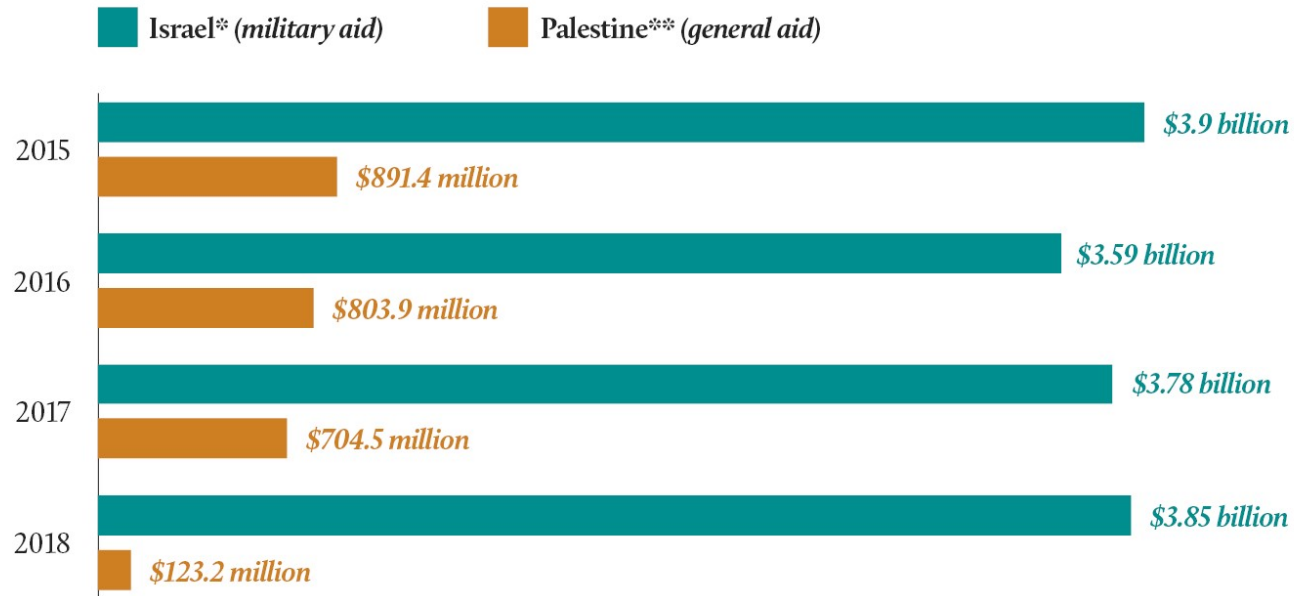 Israel* (military aid) Palestine** (general aid)
$3.9 billion
2015
$891.4 million
$3.59 billion
2016
$803.9 million
$3.78 billion
2017
$704.5 million
$3.85 billion
2018
$123.2 million